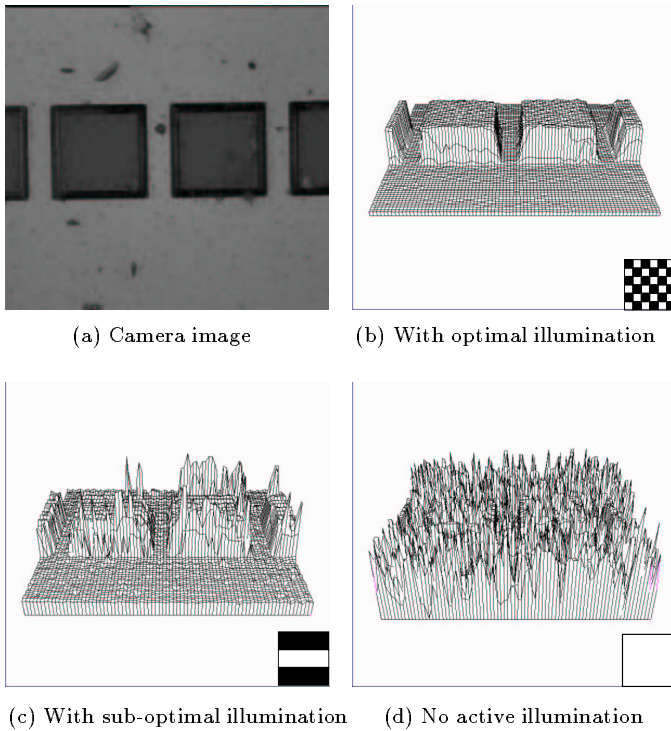 (a) Camera image
(b) With optimal illumination
(c) With sub-optimal illumination
(d) No active illumination